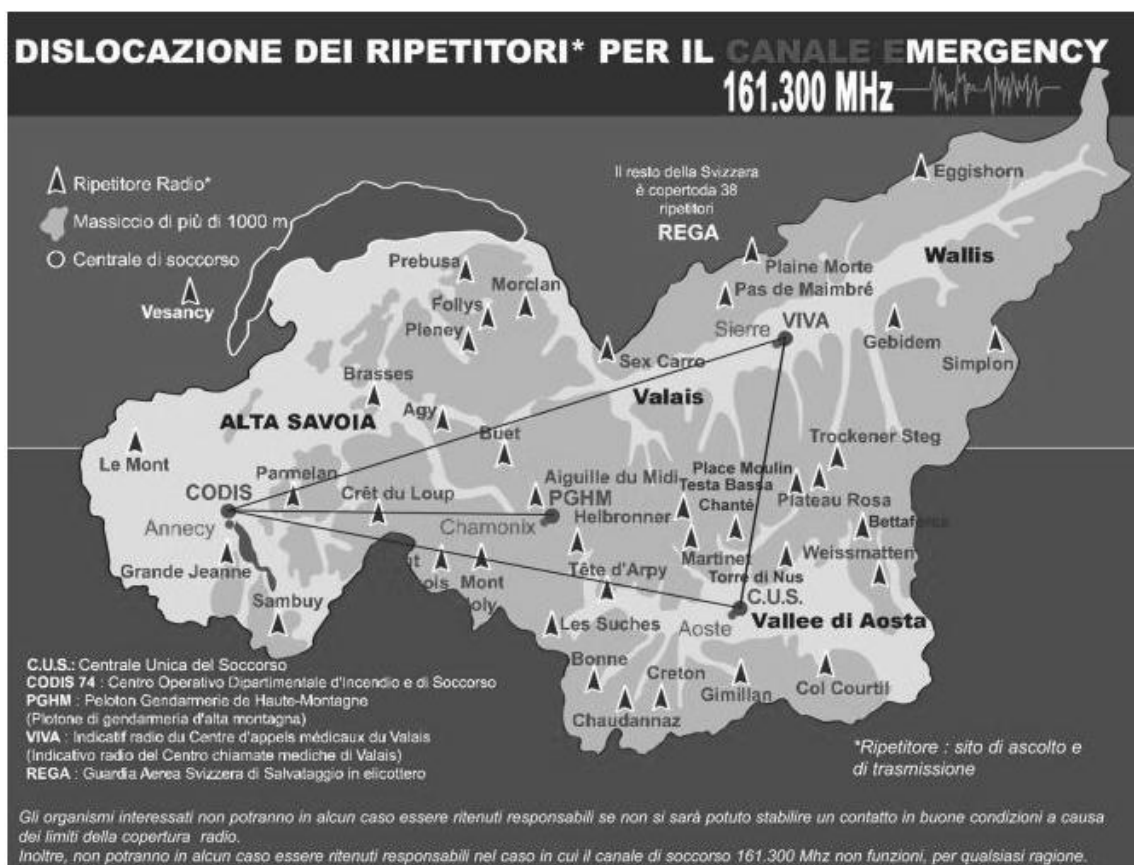 DISLOCAZIONE DEI RIPETITORI* PER IL CANALE EMERGENCY
161.300 MHz
Ripetitore Radio*
Massiccio di più di 1000 m
Centrale di soccorso
Il resto della Svizzera
è copertoda 38
ripetitori
REGA
Eggishorn
Wallis
Vesancy
Prebusa
Morclan
Follys
Pleney
Plaine Morte
Pas de Maimbré
Sierre
VIVA
Gebidem
Simplon
Sex Carro
Valais
Brasses
ALTA SAVOIA
Agy
Buet
Le Mont
Parmelan
CODIS
Annecy
Crêt du Loup
Aiguille du Midi
PGHM
Chamonix
Helbronner
Trockener Steg
Place Moulin
Testa Bassa
Chanté
Plateau Rosa
Martinet
Weissmatten
Torre di Nus
C.U.S.
Aoste
Vallee di Aosta
Grande Jeanne
Sambuy
Mont
Tête d'Arpy
Les Suches
Bonne
Creton
Chaudannaz
Gimillan
Col Courtil
C.U.S.: Centrale Unica del Soccorso
CODIS 74 : Centro Operativo Dipartimentale d'Incendio e di Soccorso
PGHM : Peloton Gendarmerie de Haute-Montagne
(Plotone di gendarmeria d'alta montagna)
VIVA : Indicatif radio du Centre d'appels médicaux du Valais
(Indicativo radio del Centro chiamate mediche di Valais)
REGA : Guardia Aerea Svizzera di Salvataggio in elicottero
*Ripetitore : sito di ascolto e
di trasmissione
Gli organismi interessati non potranno in alcun caso essere ritenuti responsabili se non si sarà potuto stabilire un contatto in buone condizioni a causa
dei limiti della copertura radio.
Inoltre, non potranno in alcun caso essere ritenuti responsabili nel caso in cui il canale di soccorso 161.300 Mhz non funzioni, per qualsiasi ragione.